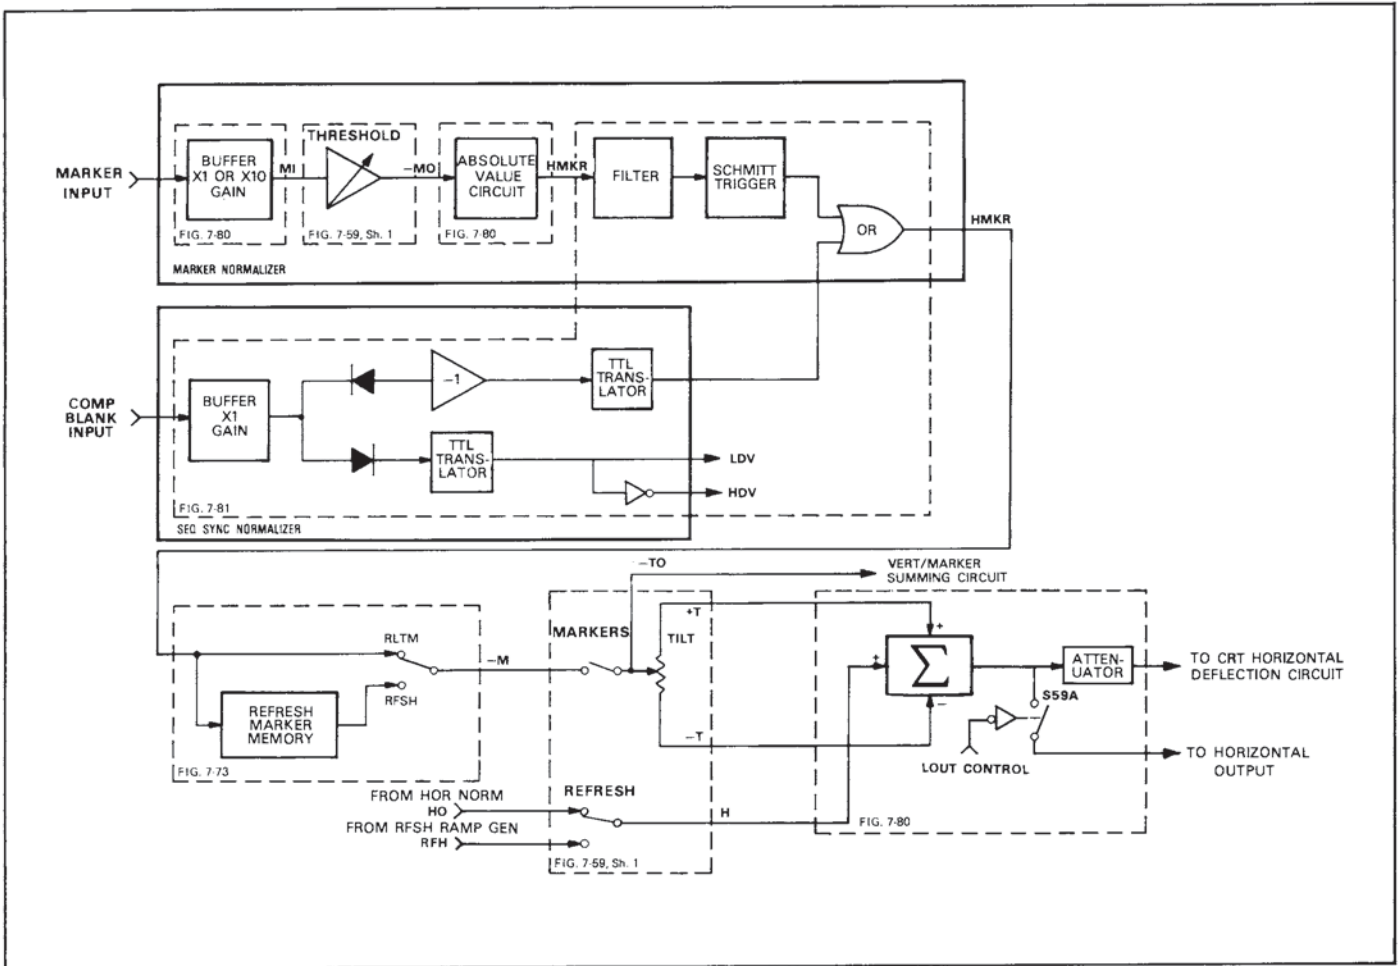 THRESHOLD
MARKER
INPUT
BUFFER
X1 OR X10
GAIN
MI
-MO
ABSOLUTE
VALUE
CIRCUIT
HMKR
FILTER
SCHMITT
TRIGGER
OR
HMKR
FIG. 7-80
FIG. 7-59, Sh. 1
FIG. 7-80
MARKER NORMALIZER
COMP
BLANK
INPUT
BUFFER
X1
GAIN
-1
TTL
TRANS-
LATOR
TTL
TRANS-
LATOR
LDV
HDV
FIG. 7-81
SEQ SYNC NORMALIZER
-TO
VERT/MARKER
SUMMING CIRCUIT
RLTM
RFSH
REFRESH
MARKER
MEMORY
FIG. 7-73
-M
MARKERS
+T
TILT
-T
+
+
Σ
-
ATTEN-
UATOR
TO CRT HORIZONTAL
DEFLECTION CIRCUIT
S59A
LOUT CONTROL
TO HORIZONTAL
OUTPUT
FROM HOR NORM
HO
FROM RFSH RAMP GEN
RFH
REFRESH
H
FIG. 7-59, Sh. 1
FIG. 7-80